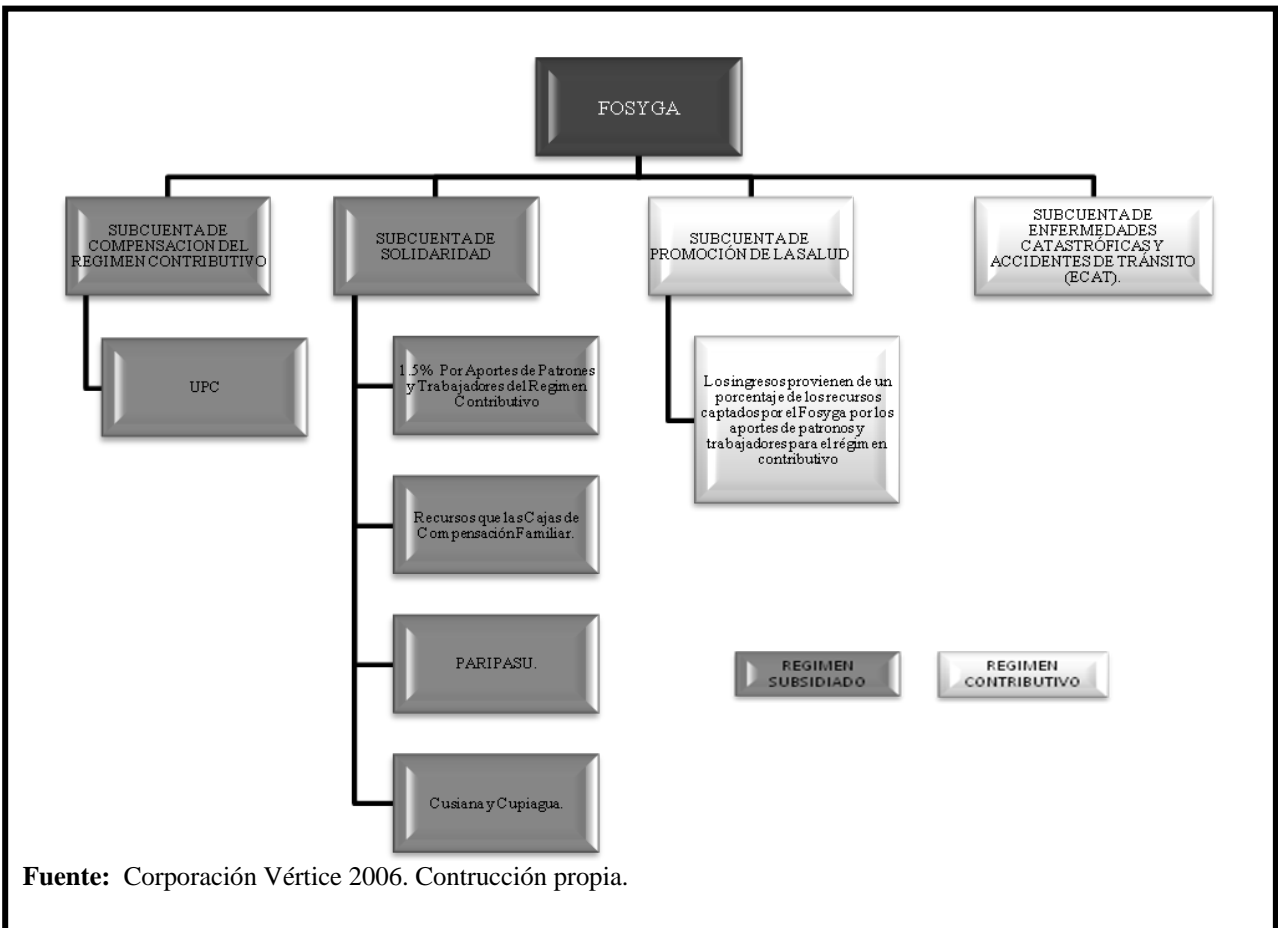 FOSYGA
SUBCUENTA DE
COMPENSACION DEL
REGIMEN CONTRIBUTIVO
UPC
SUBCUENTA DE
SOLIDARIDAD
1.5% Por Aportes de Patrones
y Trabajadores del Regimen
Contributivo
Recursos que las Cajas de
Compensación Familiar.
PARIPASU.
Cusiana y Cupiagua.
SUBCUENTA DE
PROMOCIÓN DE LA SALUD
Los ingresos provienen de un
porcentaje de los recursos
captados por el Fosyga por los
aportes de patronos y
trabajadores para el régimen
contributivo
SUBCUENTA DE
ENFERMEDADES
CATASTRÓFICAS Y
ACCIDENTES DE TRÁNSITO
(ECAT).
REGIMEN
SUBSIDIADO
REGIMEN
CONTRIBUTIVO
Fuente: Corporación Vértice 2006. Contrucción propia.